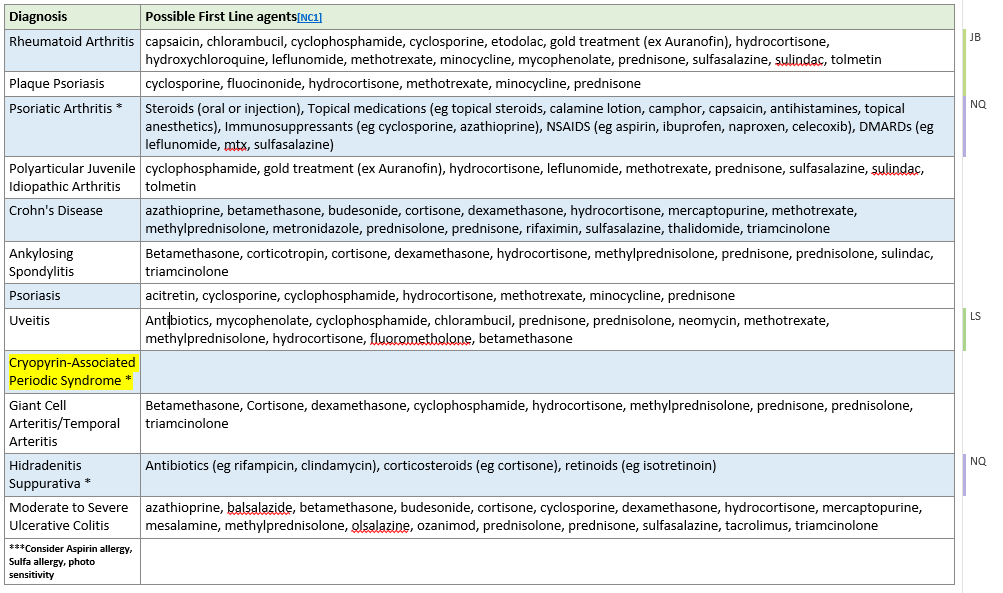 Diagnosis
Possible First Line agents[NC1]
Rheumatoid Arthritis
capsaicin, chlorambucil, cyclophosphamide, cyclosporine, etodolac, gold treatment (ex Auranofin), hydrocortisone,
hydroxychloroquine, leflunomide, methotrexate, minocycline, mycophenolate, prednisone, sulfasalazine, sulindac, tolmetin
JB
Plaque Psoriasis
cyclosporine, fluocinonide, hydrocortisone, methotrexate, minocycline, prednisone
Psoriatic Arthritis *
Steroids (oral or injection), Topical medications (eg topical steroids, calamine lotion, camphor, capsaicin, antihistamines, topical
anesthetics), Immunosuppressants (eg cyclosporine, azathioprine), NSAIDS (eg aspirin, ibuprofen, naproxen, celecoxib), DMARDs (eg
leflunomide, mtx, sulfasalazine)
NQ
Polyarticular Juvenile
Idiopathic Arthritis
cyclophosphamide, gold treatment (ex Auranofin), hydrocortisone, leflunomide, methotrexate, prednisone, sulfasalazine, sulindac,
tolmetin
Crohn's Disease
azathioprine, betamethasone, budesonide, cortisone, dexamethasone, hydrocortisone, mercaptopurine, methotrexate,
methylprednisolone, metronidazole, prednisolone, prednisone, rifaximin, sulfasalazine, thalidomide, triamcinolone
Ankylosing
Spondylitis
Betamethasone, corticotropin, cortisone, dexamethasone, hydrocortisone, methylprednisolone, prednisone, prednisolone, sulindac,
triamcinolone
Psoriasis
acitretin, cyclosporine, cyclophosphamide, hydrocortisone, methotrexate, minocycline, prednisone
Uveitis
Antibiotics, mycophenolate, cyclophosphamide, chlorambucil, prednisone, prednisolone, neomycin, methotrexate,
methylprednisolone, hydrocortisone, fluorometholone, betamethasone
LS
Cryopyrin-Associated
Periodic Syndrome *
Giant Cell
Arteritis/Temporal
Arteritis
Betamethasone, Cortisone, dexamethasone, cyclophosphamide, hydrocortisone, methylprednisolone, prednisone, prednisolone,
triamcinolone
Hidradenitis
Suppurativa *
Antibiotics (eg rifampicin, clindamycin), corticosteroids (eg cortisone), retinoids (eg isotretinoin)
NQ
Moderate to Severe
Ulcerative Colitis
azathioprine, balsalazide, betamethasone, budesonide, cortisone, cyclosporine, dexamethasone, hydrocortisone, mercaptopurine,
mesalamine, methylprednisolone, olsalazine, ozanimod, prednisolone, prednisone, sulfasalazine, tacrolimus, triamcinolone
***Consider Aspirin allergy,
Sulfa allergy, photo
sensitivity